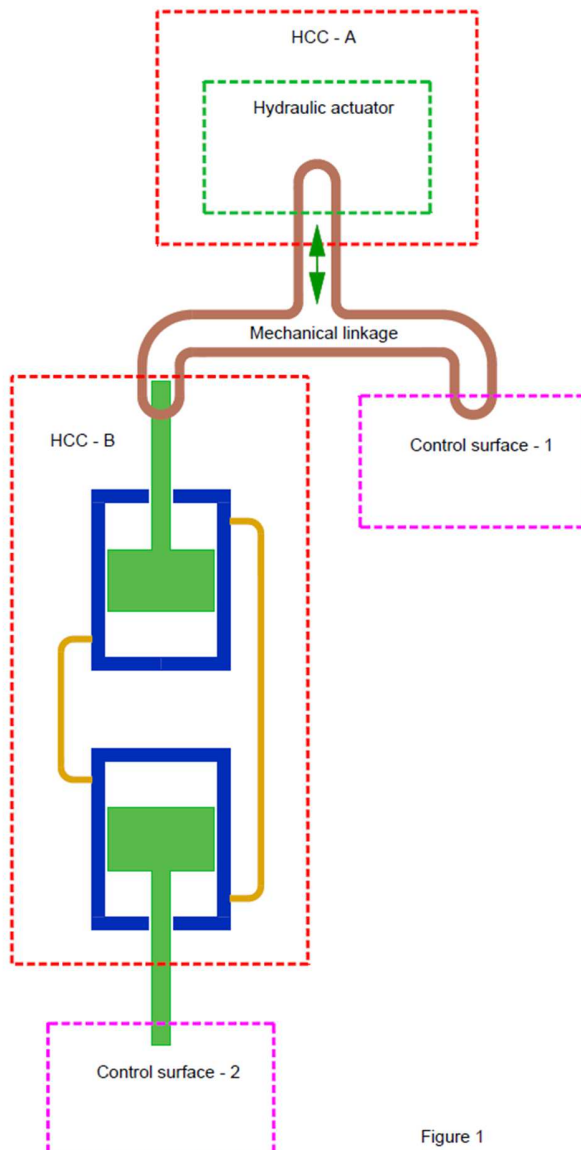 HCC - A
Hydraulic actuator
Mechanical linkage
HCC - B
Control surface - 1
Control surface - 2
Figure 1